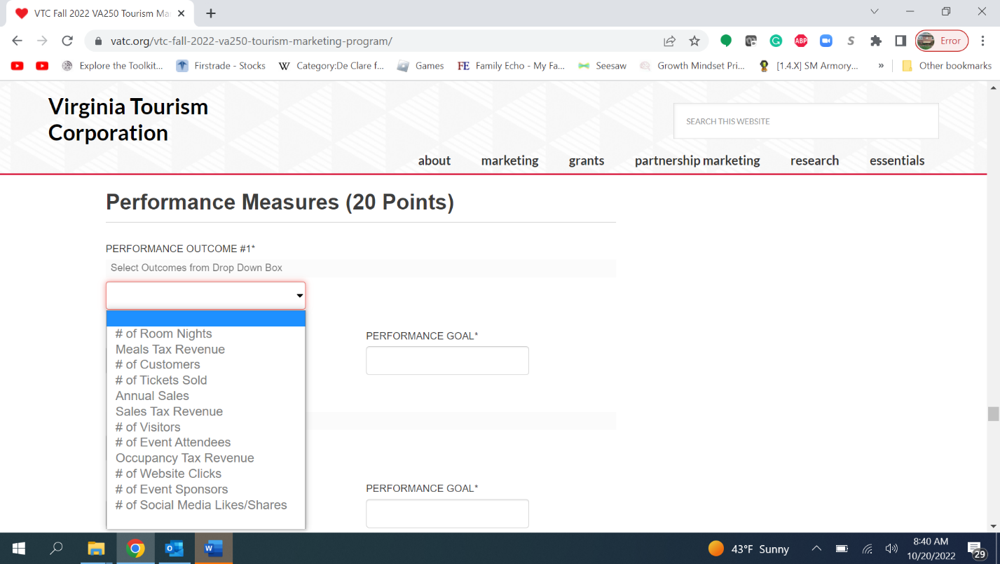 VTC Fall 2022 VA250 Tourism Ma
vatc.org/vtc-fall-2022-va250-tourism-marketing-program/
ABP
S
Error
Explore the Toolkit...
Firstrade - Stocks
W Category:De Clare f...
Games
FE Family Echo - My Fa...
Seesaw
Growth Mindset Pri...
[1.4.X] SM Armory...
»
Other bookmarks
Virginia Tourism
Corporation
SEARCH THIS WEBSITE
about marketing grants partnership marketing research essentials
Performance Measures (20 Points)
PERFORMANCE OUTCOME #1*
Select Outcomes from Drop Down Box
# of Room Nights
Meals Tax Revenue
# of Customers
# of Tickets Sold
Annual Sales
Sales Tax Revenue
# of Visitors
# of Event Attendees
Occupancy Tax Revenue
# of Website Clicks
# of Event Sponsors
# of Social Media Likes/Shares
PERFORMANCE GOAL*
PERFORMANCE GOAL*
43°F Sunny
8:40 AM
10/20/2022
29